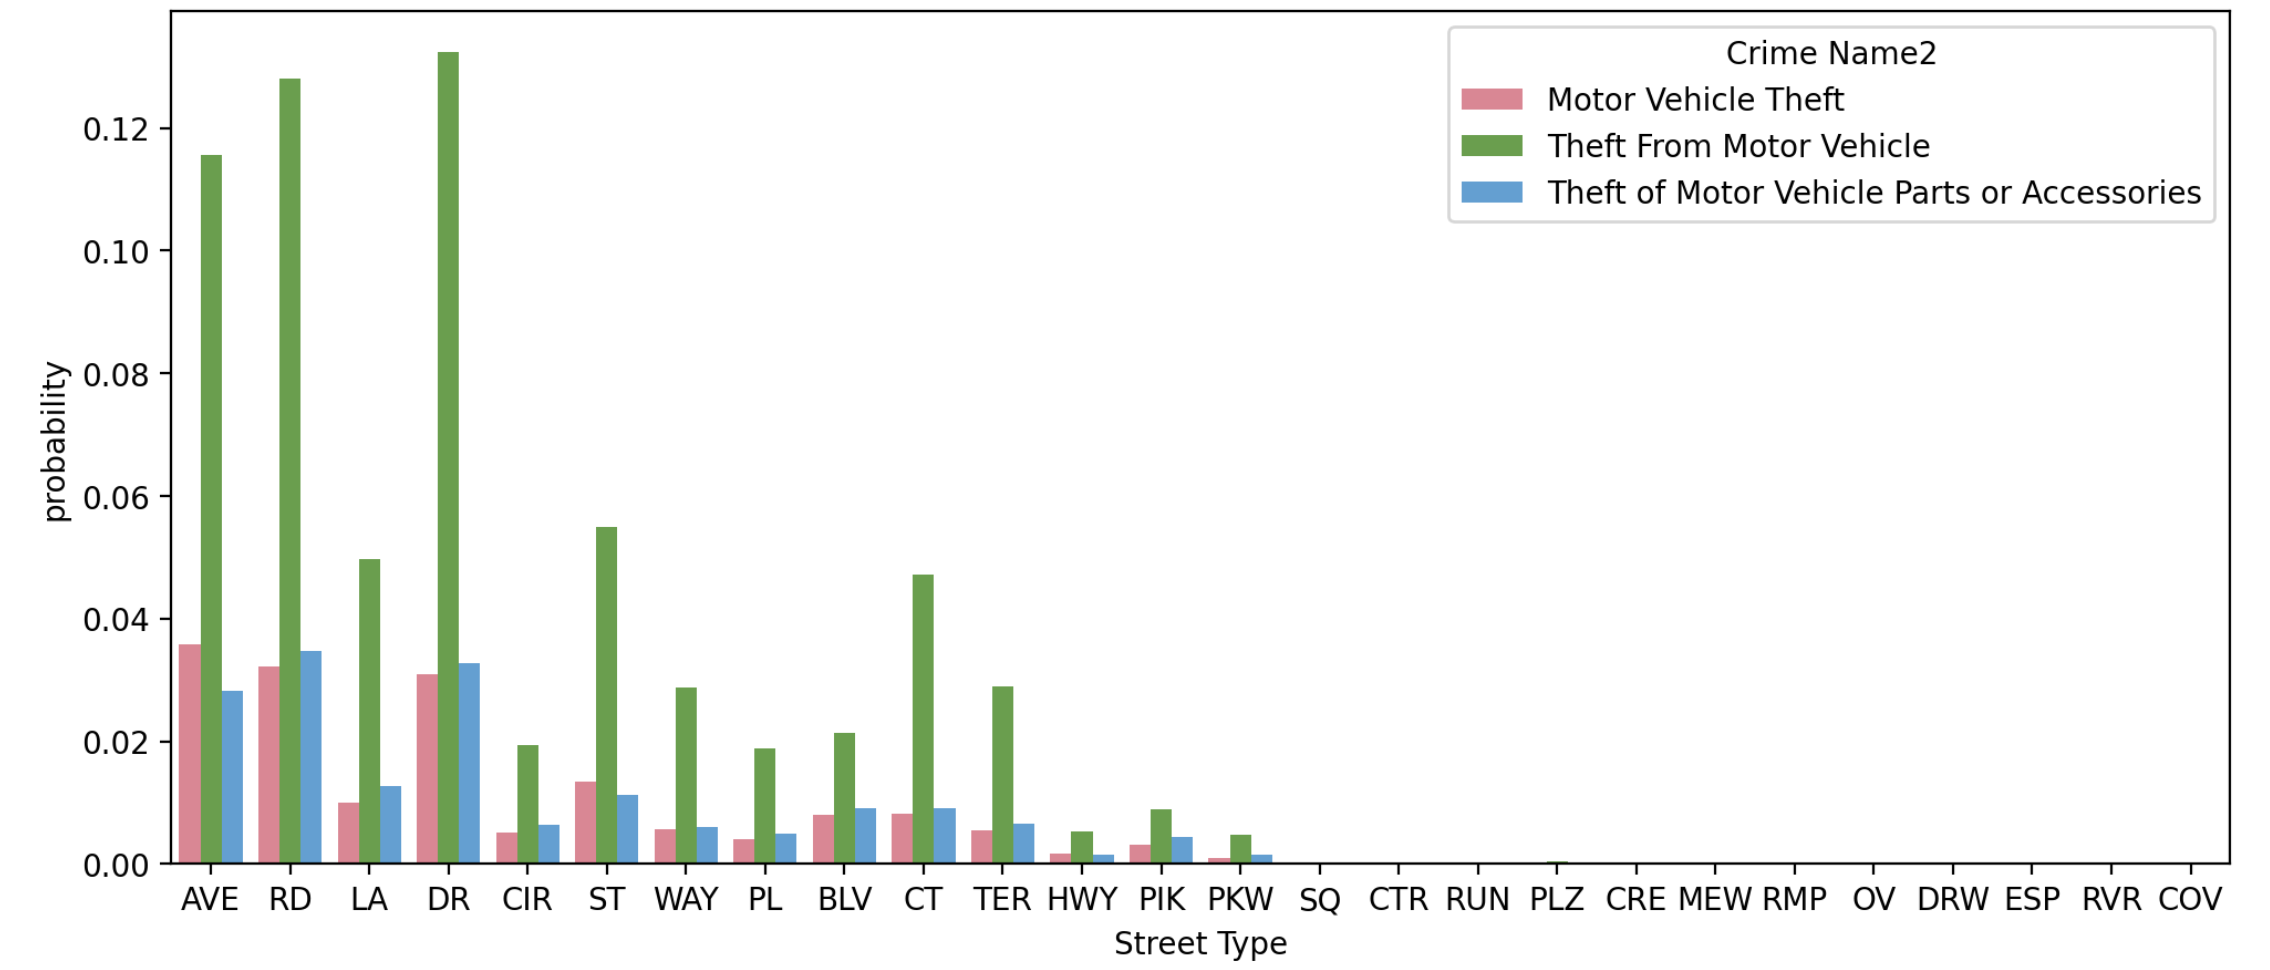 Crime Name2
Motor Vehicle Theft
Theft From Motor Vehicle
Theft of Motor Vehicle Parts or Accessories
probability
0.12
0.10
0.08
0.06
0.04
0.02
0.00
AVE RD LA DR CIR ST WAY PL BLV CT TER HWY PIK PKW SQ CTR RUN PLZ CRE MEW RMP OV DRW ESP RVR COV
Street Type